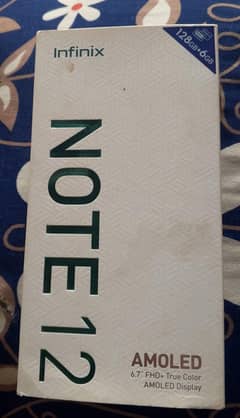 Infinix
128GB+6GB
NOTE 12
AMOLED
6.7" FHD+ True Color
AMOLED Display